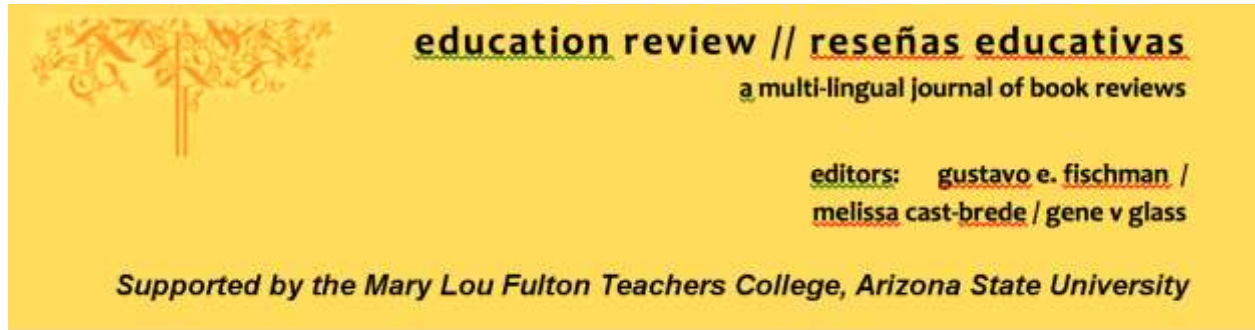 education review // reseñas educativas
a multi-lingual journal of book reviews
editors: gustavo e. fischman /
melissa cast-brede / gene v glass
Supported by the Mary Lou Fulton Teachers College, Arizona State University